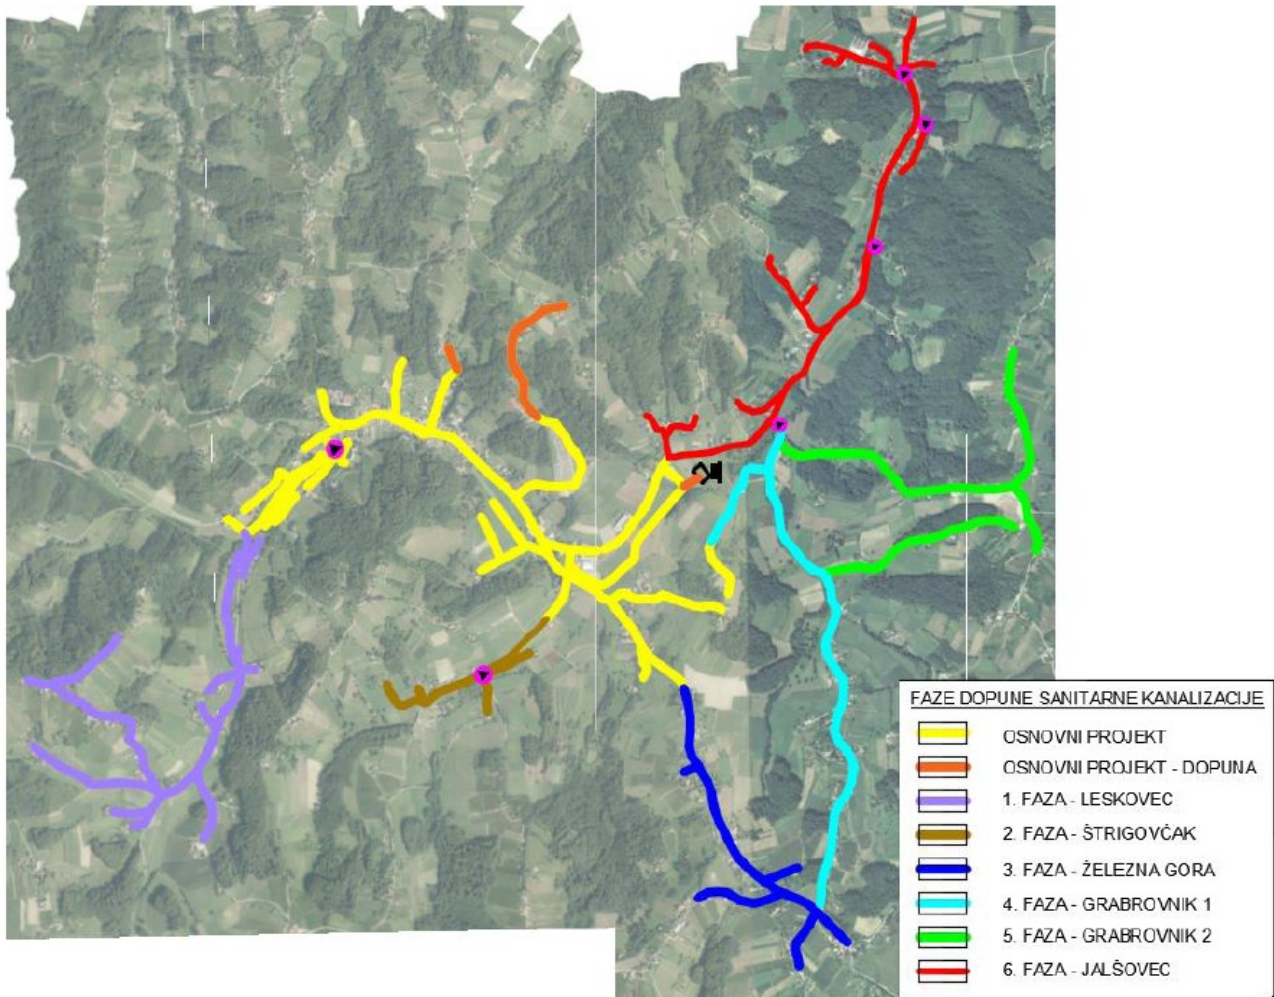 FAZE DOPUNE SANITARNE KANALIZACIJE
OSNOVNI PROJEKT
OSNOVNI PROJEKT - DOPUNA
1. FAZA - LESKOVEC
2. FAZA - ŠTRIGOVČAK
3. FAZA - ŽELEZNA GORA
4. FAZA - GRABROVNIK 1
5. FAZA - GRABROVNIK 2
6. FAZA - JALŠOVEC